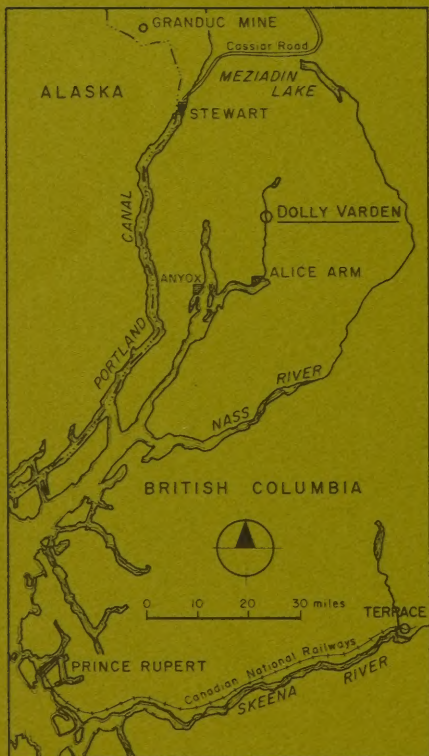 GRANDUC MINE
Cassiar Road
ALASKA
MEZIADIN
LAKE
STEWART
CANAL
DOLLY VARDEN
ANYOX
ALICE ARM
PORTLAND
NASS RIVER
BRITISH COLUMBIA
0 10 20 30 miles
TERRACE
PRINCE RUPERT
Canadian National Railways
SKEENA RIVER